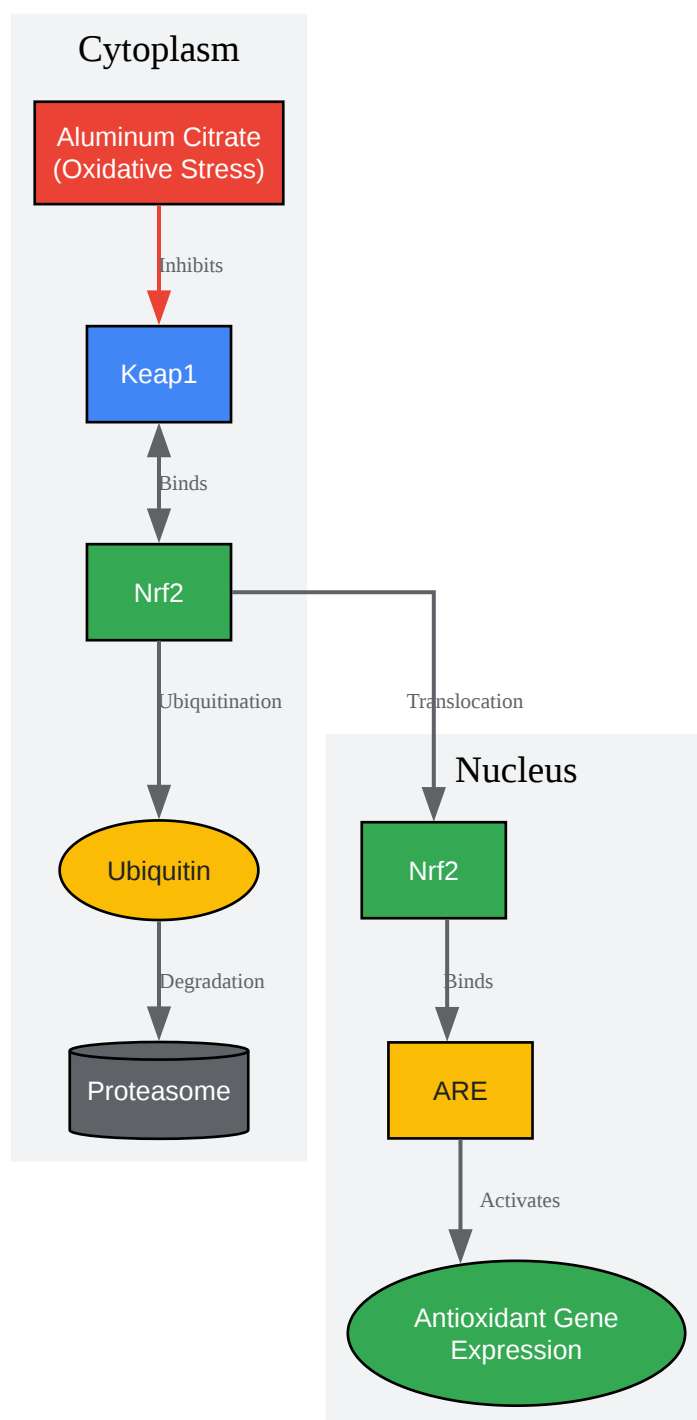 Cytoplasm
Aluminum Citrate
(Oxidative Stress)
Inhibits
Keap1
Binds
Nrf2
Ubiquitination
Translocation
Nucleus
Ubiquitin
Nrf2
Degradation
Binds
Proteasome
ARE
Activates
Antioxidant Gene
Expression